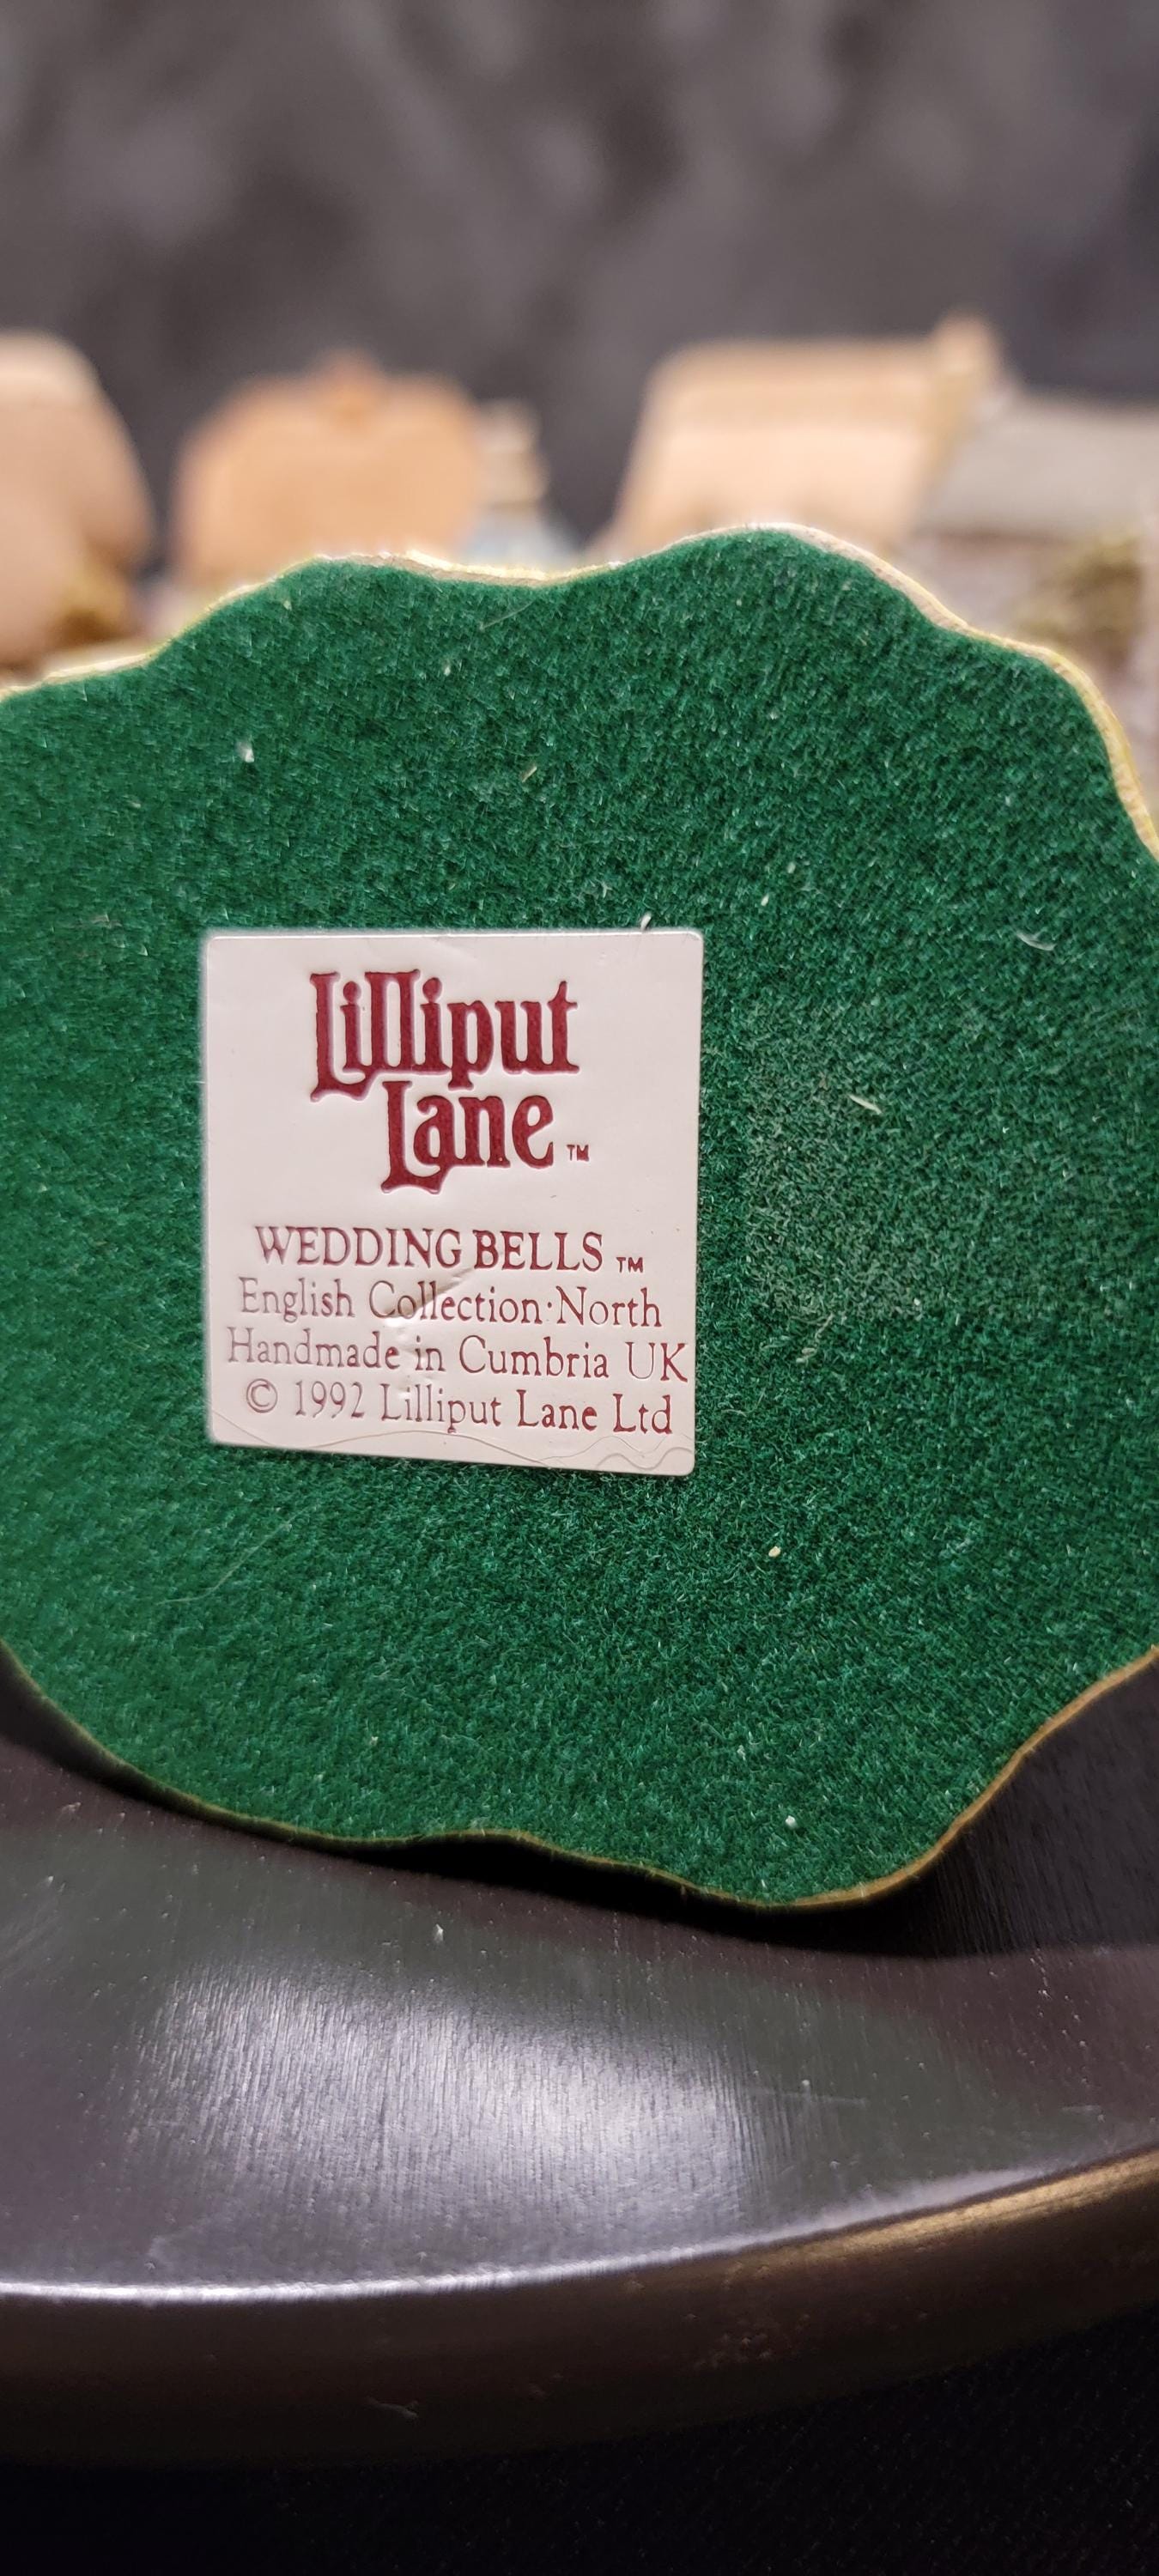 Lilliput
Lane™
WEDDING BELLS™
English Collection·North
Handmade in Cumbria UK
© 1992 Lilliput Lane Ltd